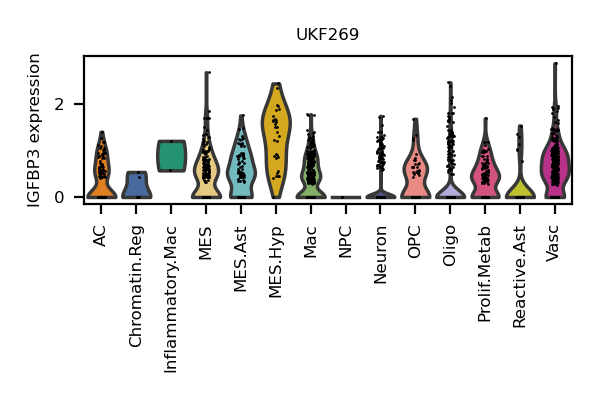 UKF269
IGFBP3 expression
2
0
AC
Chromatin.Reg
Inflammatory.Mac
MES
MES.Ast
MES.Hyp
Mac
NPC
Neuron
OPC
Oligo
Prolif.Metab
Reactive.Ast
Vasc